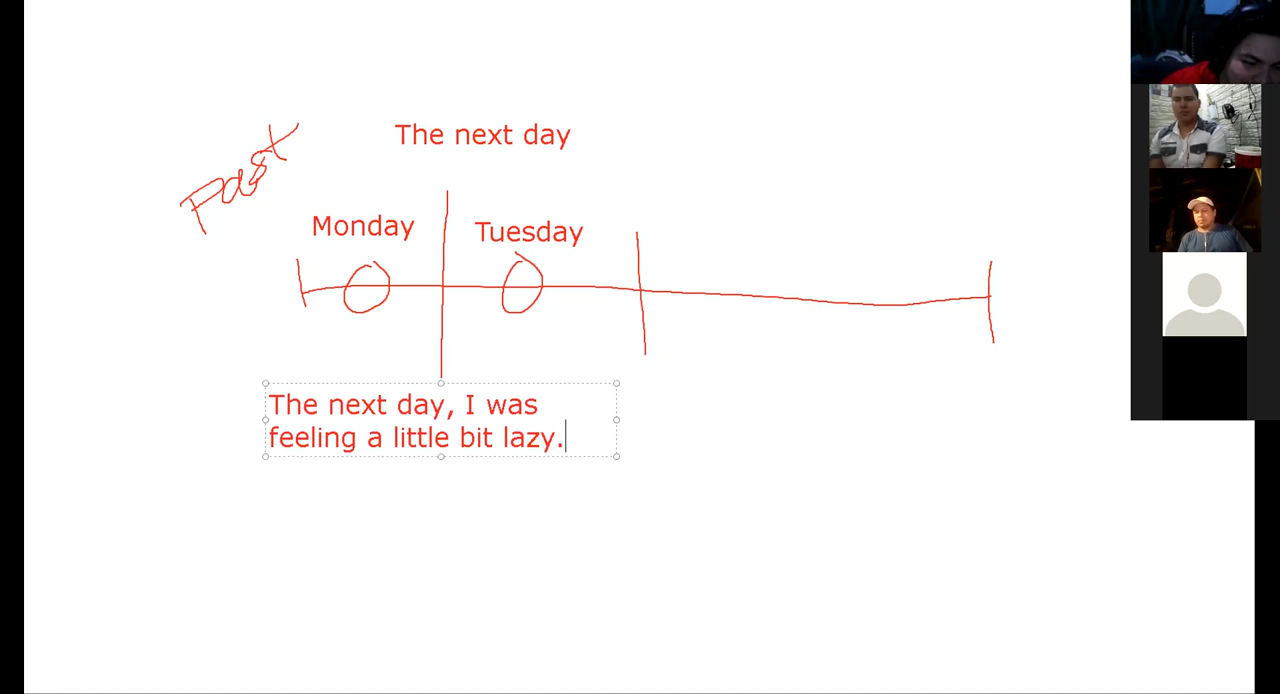 The next day
Past
Monday
Tuesday
The next day, I was
feeling a little bit lazy.